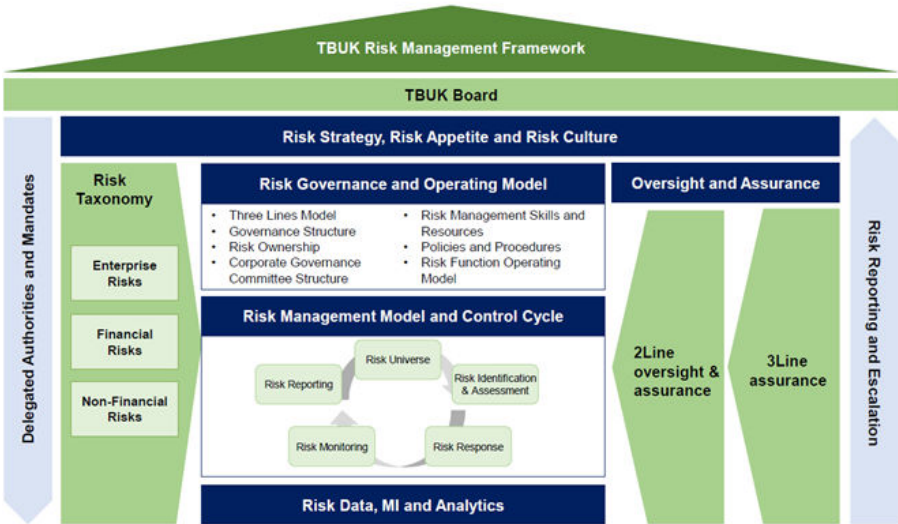 TBUK Risk Management Framework
TBUK Board
Delegated Authorities and Mandates
Risk Strategy, Risk Appetite and Risk Culture
Risk
Taxonomy
Enterprise
Risks
Financial
Risks
Non-Financial
Risks
Risk Governance and Operating Model
• Three Lines Model
• Governance Structure
• Risk Ownership
• Corporate Governance
Committee Structure
• Risk Management Skills and
Resources
• Policies and Procedures
• Risk Function Operating
Model
Risk Management Model and Control Cycle
Risk Universe
Risk Identification
& Assessment
Risk Response
Risk Monitoring
Risk Reporting
Risk Data, MI and Analytics
Oversight and Assurance
2Line
oversight &
assurance
3Line
assurance
Risk Reporting and Escalation